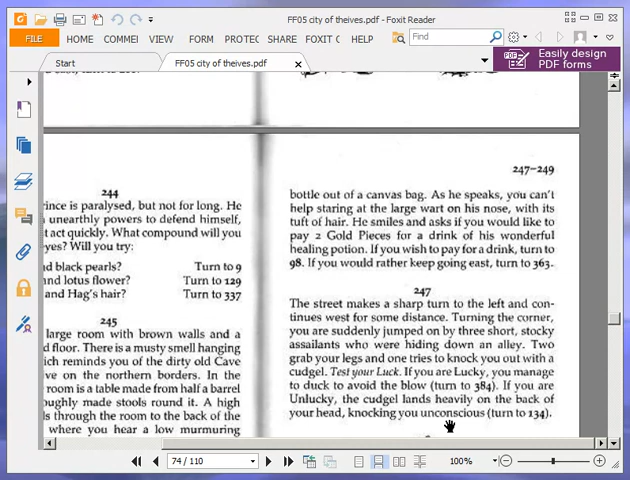 FF05 city of theives.pdf - Foxit Reader
FILE HOME COMMEI VIEW FORM PROTEC SHARE FOXIT C HELP Find
Start FF05 city of theives.pdf × Easily design
PDF forms
244
rince is paralysed, but not for long. He
unearthly powers to defend himself,
t act quickly. What compound will you
eyes? Will you try:
d black pearls? Turn to 9
nd lotus flower? Turn to 129
and Hag's hair? Turn to 337
245
large room with brown walls and a
d floor. There is a musty smell hanging
ich reminds you of the dirty old Cave
ve on the northern borders. In the
room is a table made from half a barrel
oughly made stools round it. A high
s through the room to the back of the
where you hear a low murmuring
247–249
bottle out of a canvas bag. As he speaks, you can't
help staring at the large wart on his nose, with its
tuft of hair. He smiles and asks if you would like to
pay 2 Gold Pieces for a drink of his wonderful
healing potion. If you wish to pay for a drink, turn to
98. If you would rather keep going east, turn to 363.
247
The street makes a sharp turn to the left and con-
tinues west for some distance. Turning the corner,
you are suddenly jumped on by three short, stocky
assailants who were hiding down an alley. Two
grab your legs and one tries to knock you out with a
cudgel. Test your Luck. If you are Lucky, you manage
to duck to avoid the blow (turn to 384). If you are
Unlucky, the cudgel lands heavily on the back of
your head, knocking you unconscious (turn to 134).
74 / 110 100%